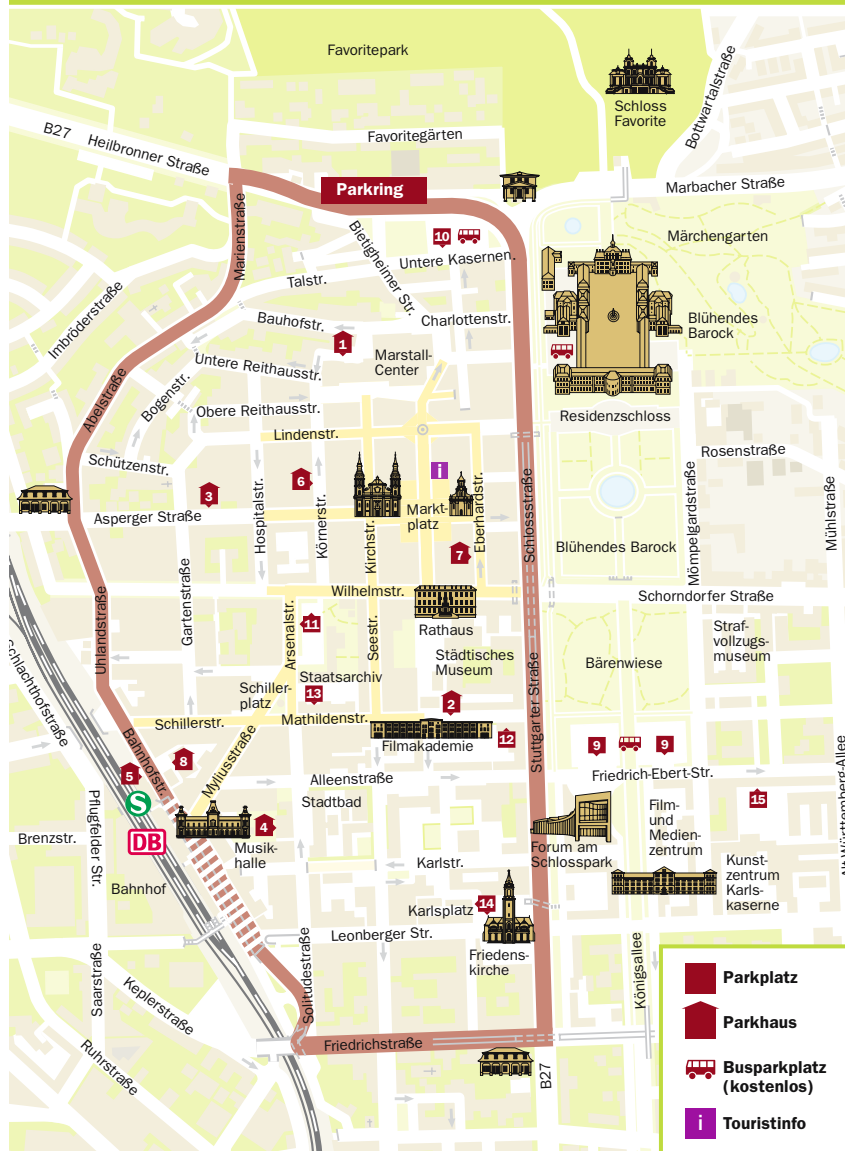 Favoritepark
Schloss
Favorite
Bottwartalstraße
B27
Heilbronner Straße
Favoritegärten
Marbacher Straße
Parkring
Marienstraße
Bietigheimer Str.
10
Untere Kasernen.
Märchengarten
Talstr.
Imbröderstraße
Bauhofstr.
Charlottenstr.
Blühendes
Barock
1
Marstall-
Center
Untere Reithausstr.
Abelstraße
Bogenstr.
Obere Reithausstr.
Residenzschloss
Lindenstr.
Rosenstraße
Schützenstr.
i
3
6
Hospitalstr.
Körnerstr.
Markt-
platz
Eberhardstr.
Schlossstraße
Mömpelgardstraße
Mühlstraße
Asperger Straße
Kirchstr.
7
Blühendes Barock
Gartenstraße
Wilhelmstr.
Schorndorfer Straße
Uhlandstraße
Arsenalstr.
11
Seestr.
Rathaus
Straf-
vollzugs-
museum
Schlachthofstraße
Staatsarchiv
Städtisches
Museum
Bärenwiese
Schiller-
platz
13
2
Stuttgarter Straße
Schillerstr.
Mathildenstr.
Filmakademie
12
9
9
Bahnhofstr.
8
Myliusstraße
5
Alleenstraße
Friedrich-Ebert-Str.
S
Stadtbad
15
Pflugfelder Str.
4
Film-
und
Medien-
zentrum
Brenzstr.
DB
Musik-
halle
Forum am
Schlosspark
Karlstr.
Kunst-
zentrum
Karls-
kaserne
Bahnhof
14
Karlsplatz
Leonberger Str.
Friedens-
kirche
Saarstraße
Keplerstraße
Solitudestraße
Königsallee
Ruhrstraße
Friedrichstraße
B27
Parkplatz
Parkhaus
Busparkplatz
(kostenlos)
i
Touristinfo